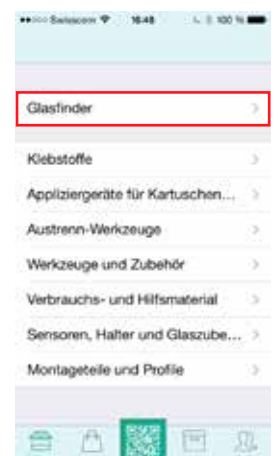 16:48 100 %
Glasfinder
Klebstoffe
Appliziergeräte für Kartuschen...
Austrenn-Werkzeuge
Werkzeuge und Zubehör
Verbrauchs- und Hilfsmaterial
Sensoren, Halter und Glaszube...
Montageteile und Profile